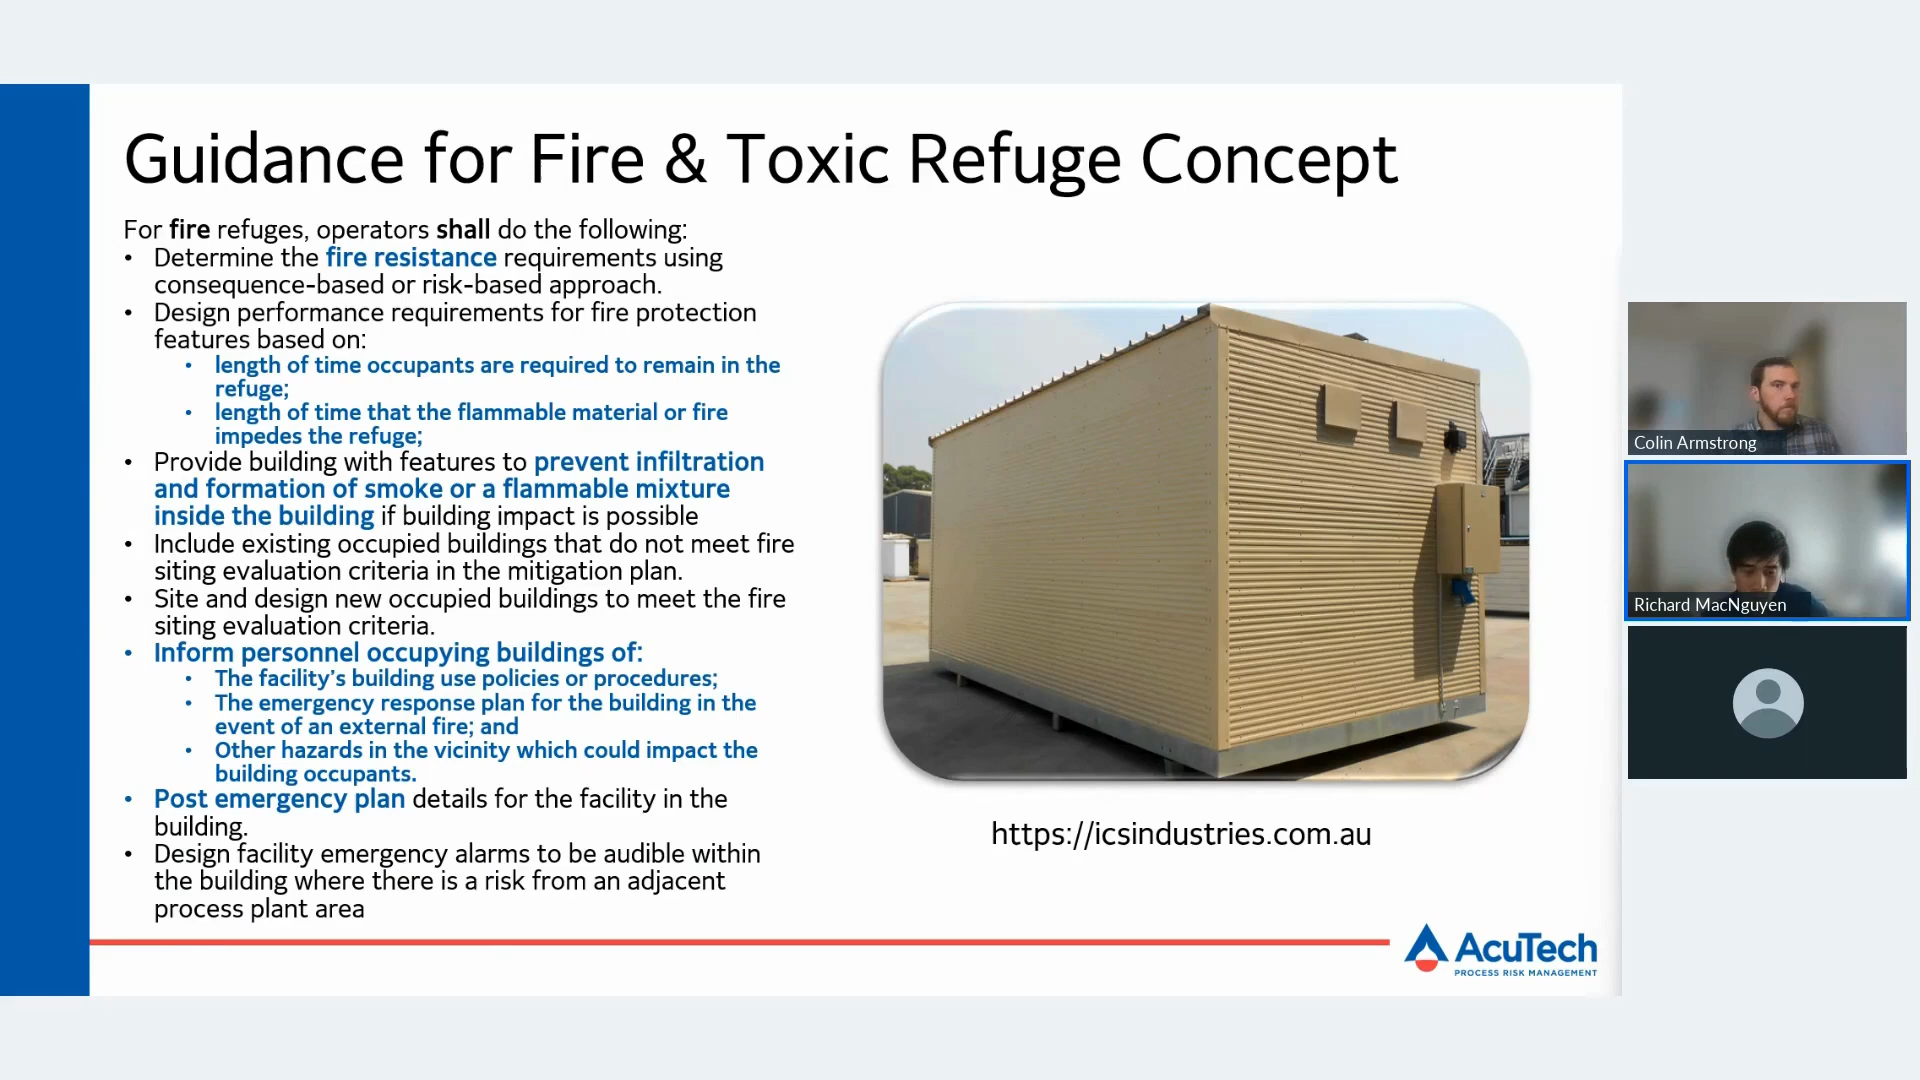 Guidance for Fire & Toxic Refuge Concept
For fire refuges, operators shall do the following:
• Determine the fire resistance requirements using
consequence-based or risk-based approach.
• Design performance requirements for fire protection
features based on:
• length of time occupants are required to remain in the
refuge;
• length of time that the flammable material or fire
impedes the refuge;
• Provide building with features to prevent infiltration
and formation of smoke or a flammable mixture
inside the building if building impact is possible
• Include existing occupied buildings that do not meet fire
siting evaluation criteria in the mitigation plan.
• Site and design new occupied buildings to meet the fire
siting evaluation criteria.
• Inform personnel occupying buildings of:
• The facility’s building use policies or procedures;
• The emergency response plan for the building in the
event of an external fire; and
• Other hazards in the vicinity which could impact the
building occupants.
• Post emergency plan details for the facility in the
building.
• Design facility emergency alarms to be audible within
the building where there is a risk from an adjacent
process plant area
https://icsindustries.com.au
AcuTech
PROCESS RISK MANAGEMENT
Colin Armstrong
Richard MacNguyen